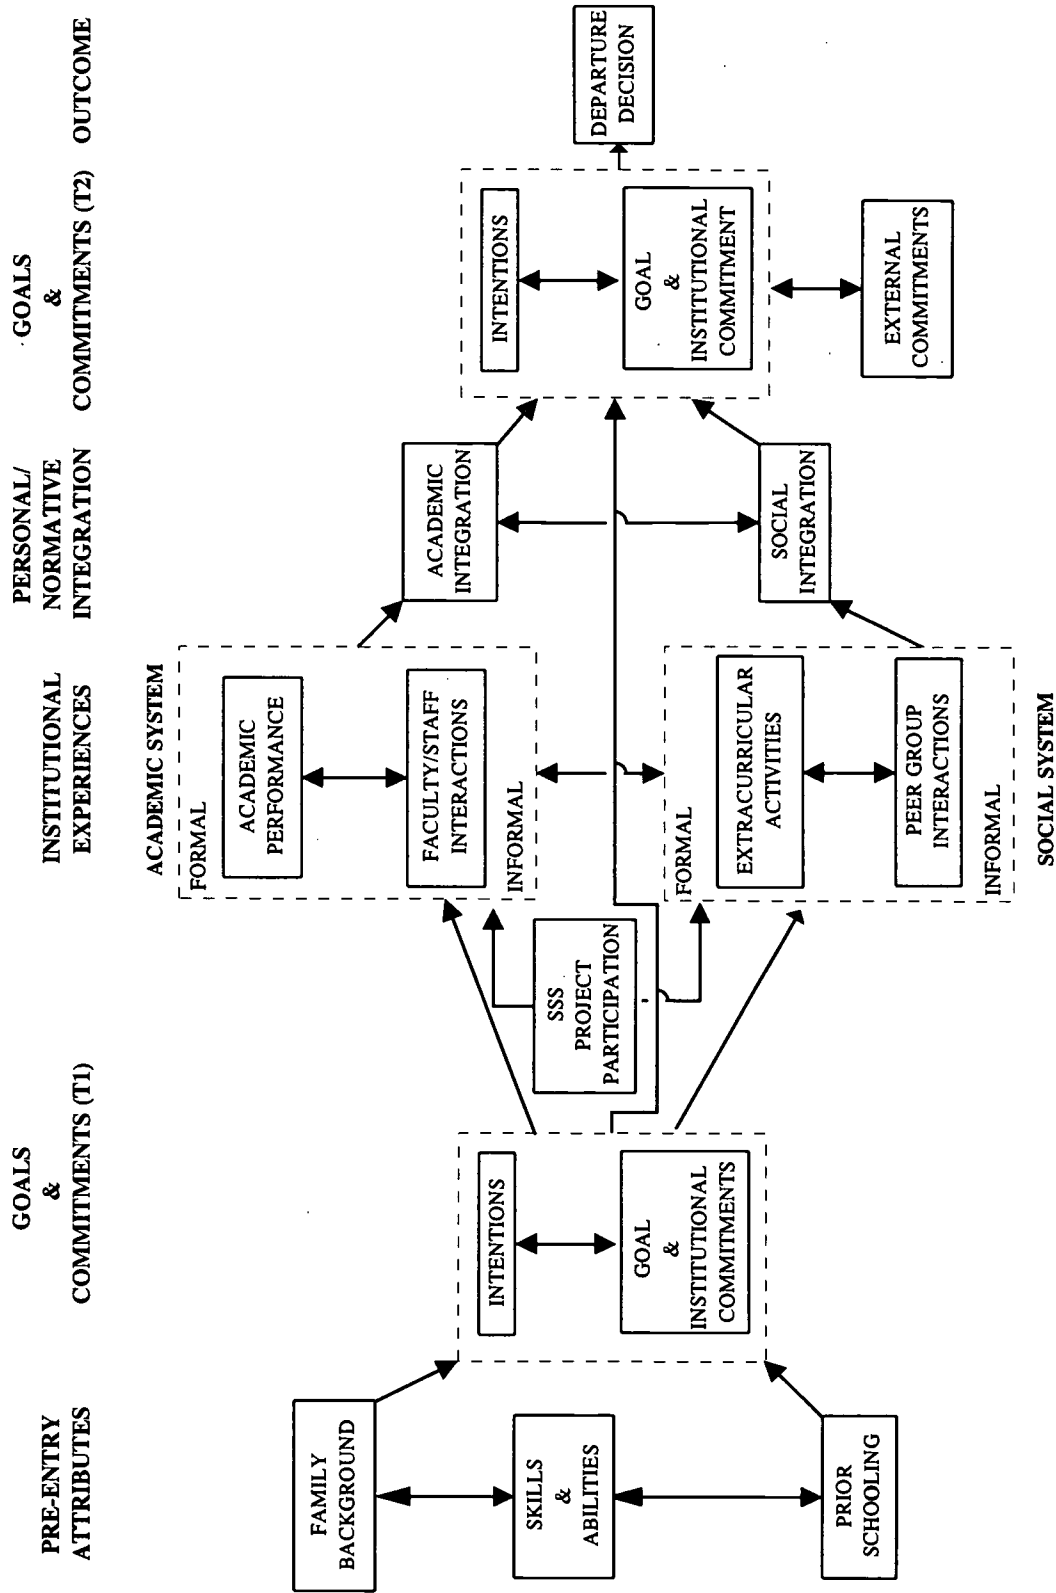 PRE-ENTRY
ATTRIBUTES
GOALS
&
COMMITMENTS (T1)
INSTITUTIONAL
EXPERIENCES
PERSONAL/
NORMATIVE
INTEGRATION
GOALS
&
COMMITMENTS (T2)
OUTCOME
FAMILY
BACKGROUND
SKILLS
&
ABILITIES
PRIOR
SCHOOLING
INTENTIONS
GOAL
&
INSTITUTIONAL
COMMITMENTS
SSS
PROJECT
PARTICIPATION
ACADEMIC SYSTEM
FORMAL
ACADEMIC
PERFORMANCE
FACULTY/STAFF
INTERACTIONS
INFORMAL
FORMAL
EXTRACURRICULAR
ACTIVITIES
PEER GROUP
INTERACTIONS
INFORMAL
SOCIAL SYSTEM
ACADEMIC
INTEGRATION
SOCIAL
INTEGRATION
INTENTIONS
GOAL
&
INSTITUTIONAL
COMMITMENT
EXTERNAL
COMMITMENTS
DEPARTURE
DECISION